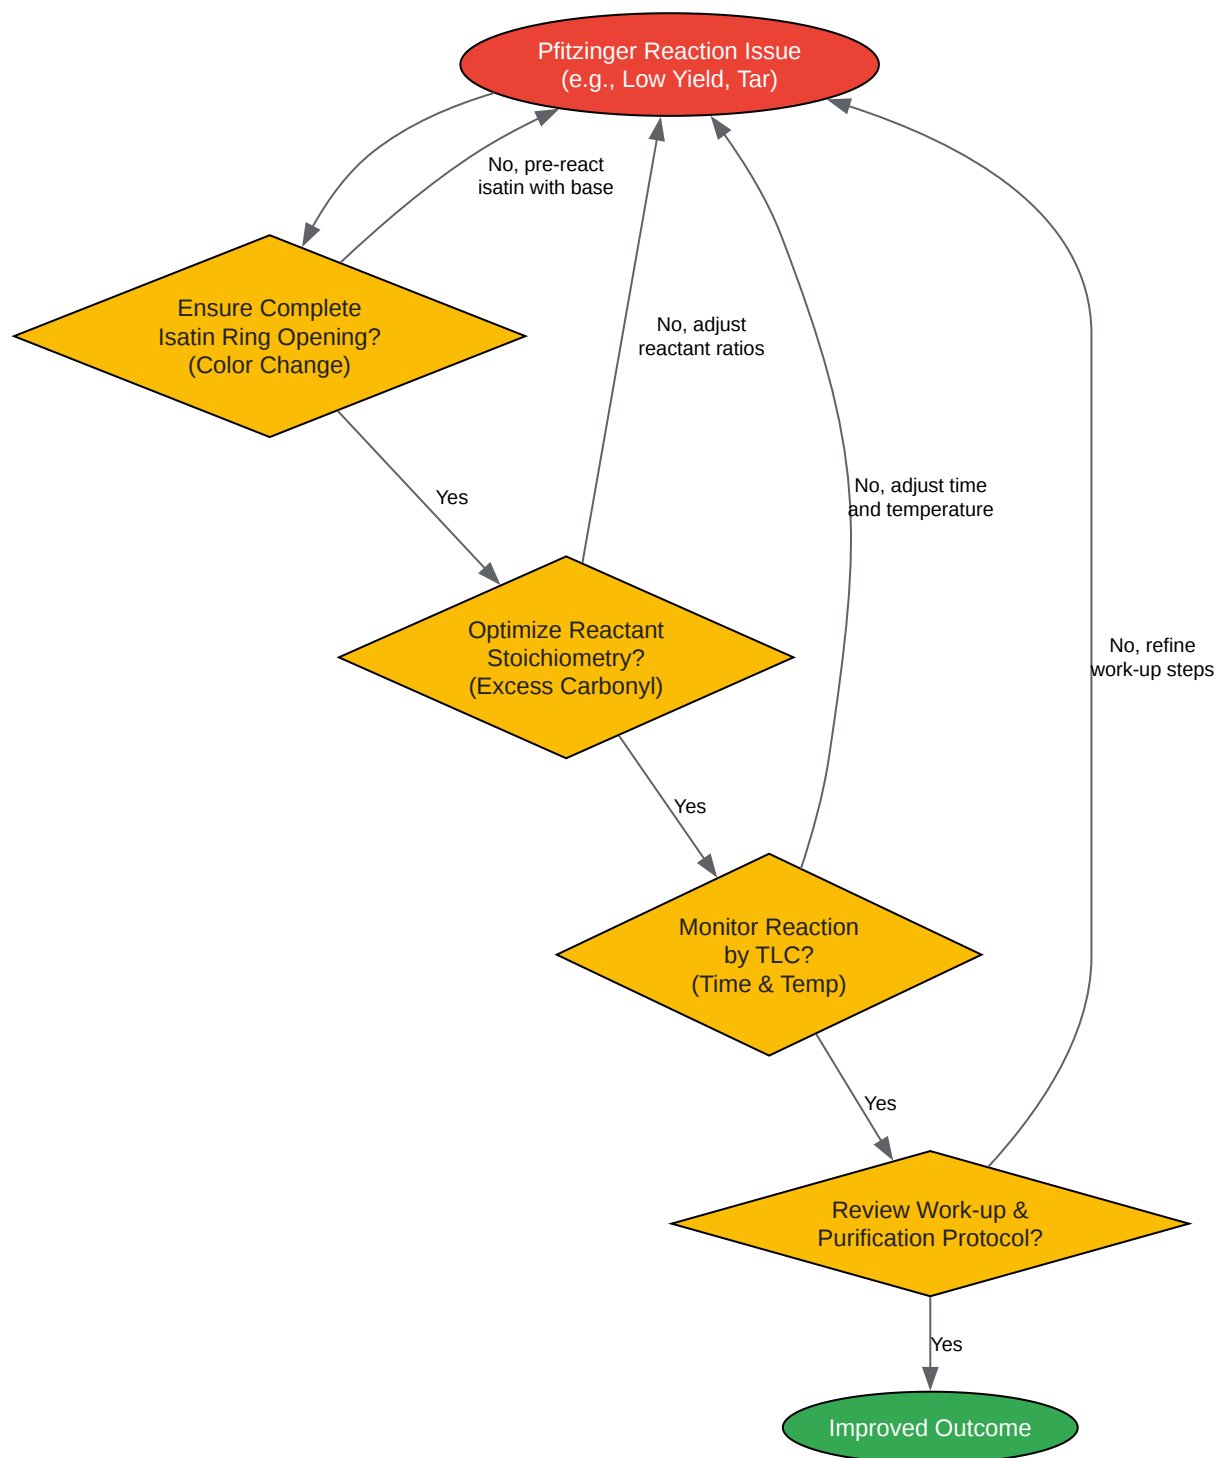 Pfitzinger Reaction Issue
(e.g., Low Yield, Tar)
No, pre-react
isatin with base
Ensure Complete
Isatin Ring Opening?
(Color Change)
No, adjust
reactant ratios
Yes
No, adjust time
and temperature
Optimize Reactant
Stoichiometry?
(Excess Carbonyl)
No, refine
work-up steps
Yes
Monitor Reaction
by TLC?
(Time & Temp)
Yes
Review Work-up &
Purification Protocol?
Yes
Improved Outcome